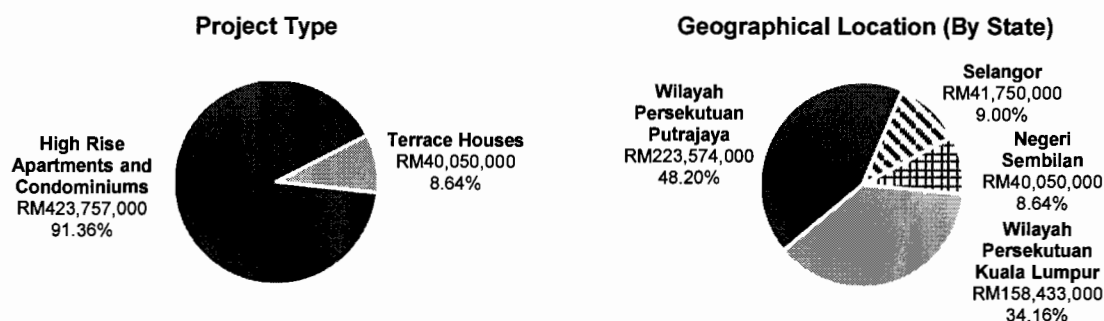 Project Type
High Rise
Apartments and
Condominiums
RM423,757,000
91.36%
Terrace Houses
RM40,050,000
8.64%
Geographical Location (By State)
Wilayah
Persekutuan
Putrajaya
RM223,574,000
48.20%
Selangor
RM41,750,000
9.00%
Negeri
Sembilan
RM40,050,000
8.64%
Wilayah
Persekutuan
Kuala Lumpur
RM158,433,000
34.16%